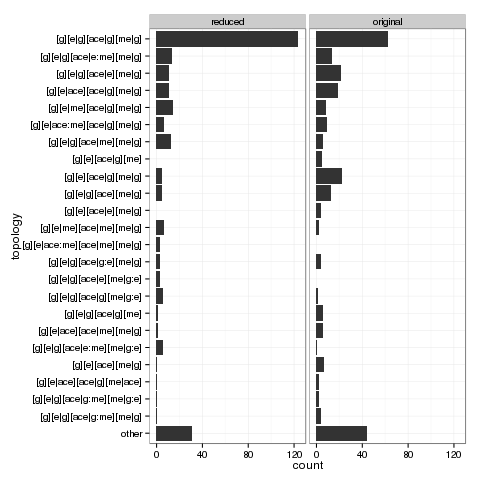 reduced
original
[g][e|g][ace|g][me|g]
[g][e|g][ace|e:me][me|g]
[g][e|g][ace|e][me|g]
[g][e|ace][ace|g][me|g]
[g][e|me][ace|g][me|g]
[g][e|ace:me][ace|g][me|g]
[g][e|g][ace|me][me|g]
[g][e][ace|g][me]
[g][e][ace|g][me|g]
[g][e|g][ace][me|g]
[g][e][ace|e][me|g]
[g][e|me][ace|me][me|g]
[g][e|ace:me][ace|me][me|g]
[g][e|g][ace|g:e][me|g]
[g][e|g][ace|e][me|g:e]
[g][e|g][ace|me][me|g:e]
[g][e|g][ace|g][me]
[g][e|ace][ace|me][me|g]
[g][e|g][ace|e:me][me|g:e]
[g][e][ace][me|g]
[g][e|ace][ace|g][me|ace]
[g][e|g][ace|g:me][me|g:e]
[g][e|g][ace|g:me][me|g]
other
topology
0 40 80 120 0 40 80 120
count